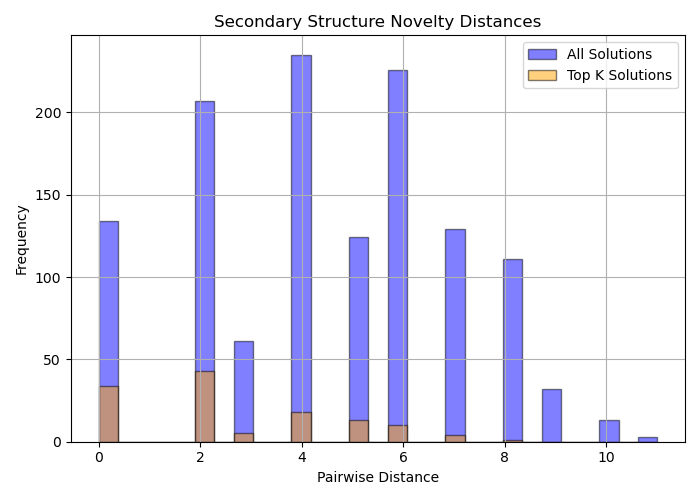 Secondary Structure Novelty Distances
All Solutions
Top K Solutions
200
150
100
50
0
Frequency
0 2 4 6 8 10
Pairwise Distance